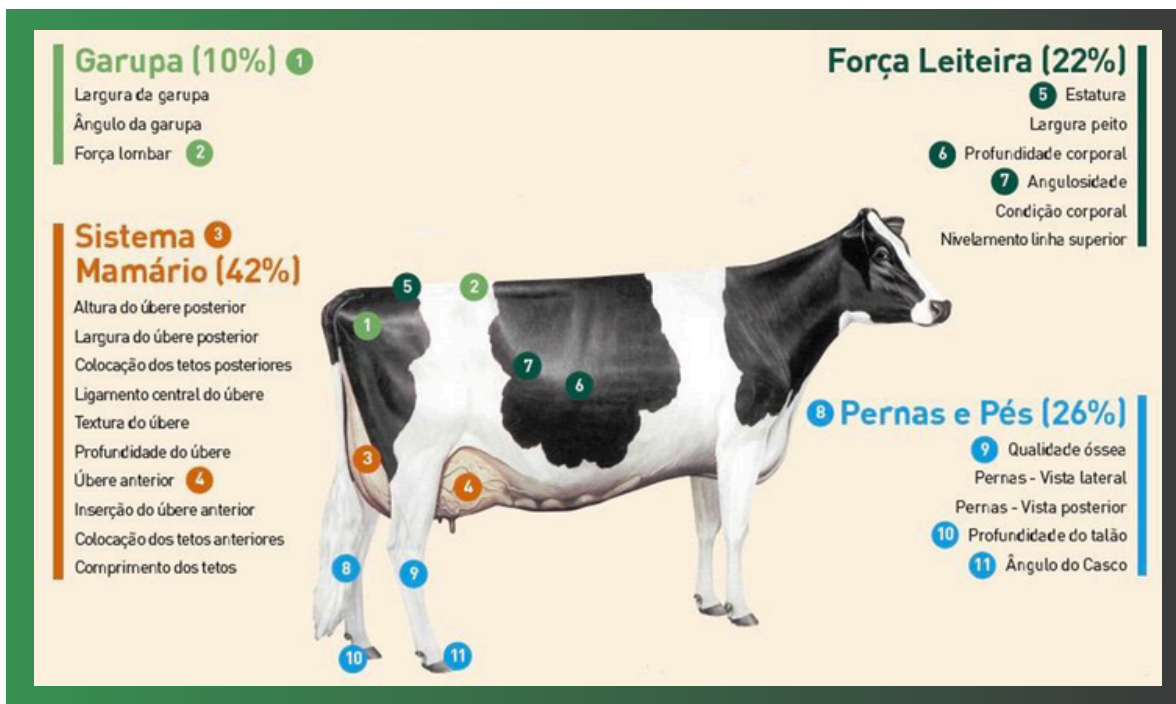 Garupa (10%) 1
Largura da garupa
Ângulo da garupa
Força lombar 2
Sistema 3
Mamário (42%)
Altura do úbere posterior
Largura do úbere posterior
Colocação dos tetos posteriores
Ligamento central do úbere
Textura do úbere
Profundidade do úbere
Úbere anterior 4
Inserção do úbere anterior
Colocação dos tetos anteriores
Comprimento dos tetos
Força Leiteira (22%)
5 Estatura
Largura peito
6 Profundidade corporal
7 Angulosidade
Condição corporal
Nivelamento linha superior
8 Pernas e Pés (26%)
9 Qualidade óssea
Pernas - Vista lateral
Pernas - Vista posterior
10 Profundidade do talão
11 Ângulo do Casco
5 2
1
7
6
3
4
8 9
10 11